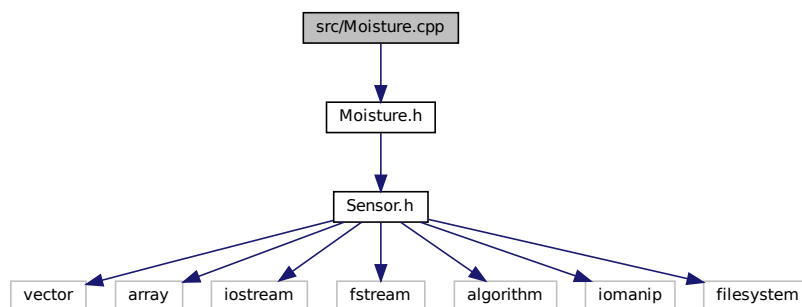 src/Moisture.cpp
Moisture.h
Sensor.h
vector
array
iostream
fstream
algorithm
iomanip
filesystem